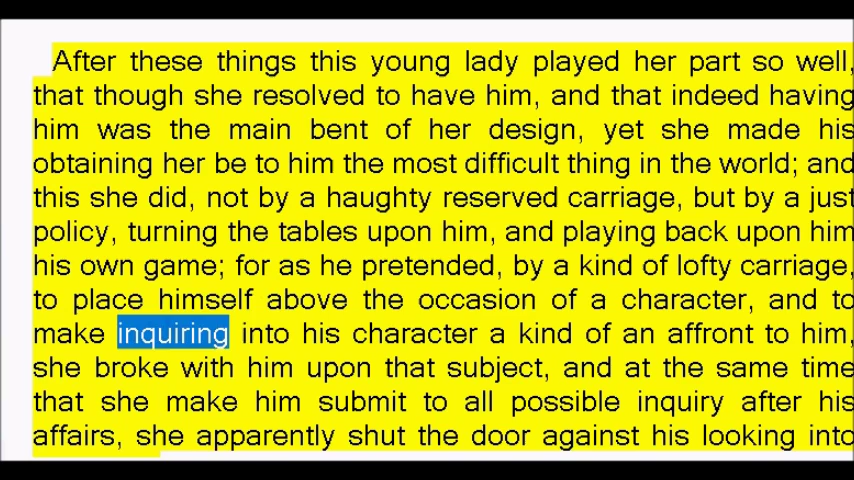 After these things this young lady played her part so well,
that though she resolved to have him, and that indeed having
him was the main bent of her design, yet she made his
obtaining her be to him the most difficult thing in the world; and
this she did, not by a haughty reserved carriage, but by a just
policy, turning the tables upon him, and playing back upon him
his own game; for as he pretended, by a kind of lofty carriage,
to place himself above the occasion of a character, and to
make inquiring into his character a kind of an affront to him,
she broke with him upon that subject, and at the same time
that she make him submit to all possible inquiry after his
affairs, she apparently shut the door against his looking into